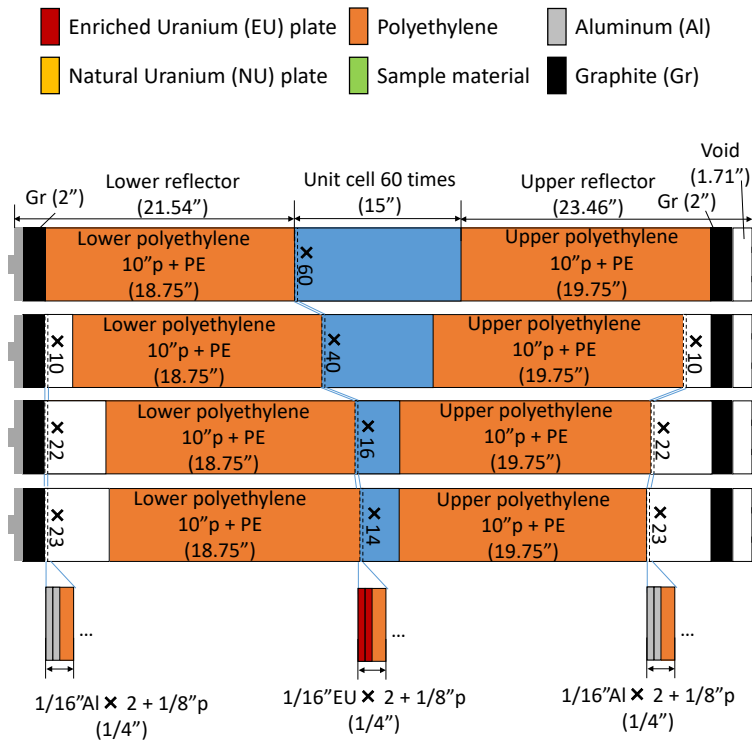 Enriched Uranium (EU) plate
Polyethylene
Aluminum (Al)
Natural Uranium (NU) plate
Sample material
Graphite (Gr)
Void
(1.71”)
Gr (2”)
Lower reflector
(21.54”)
Unit cell 60 times
(15”)
Upper reflector
(23.46”)
Gr (2”)
Lower polyethylene
10”p + PE
(18.75”)
× 60
Upper polyethylene
10”p + PE
(19.75”)
× 10
Lower polyethylene
10”p + PE
(18.75”)
× 40
Upper polyethylene
10”p + PE
(19.75”)
× 10
× 22
Lower polyethylene
10”p + PE
(18.75”)
× 16
Upper polyethylene
10”p + PE
(19.75”)
× 22
× 23
Lower polyethylene
10”p + PE
(18.75”)
× 14
Upper polyethylene
10”p + PE
(19.75”)
× 23
...
...
...
1/16”Al × 2 + 1/8”p
(1/4”)
1/16”EU × 2 + 1/8”p
(1/4”)
1/16”Al × 2 + 1/8”p
(1/4”)